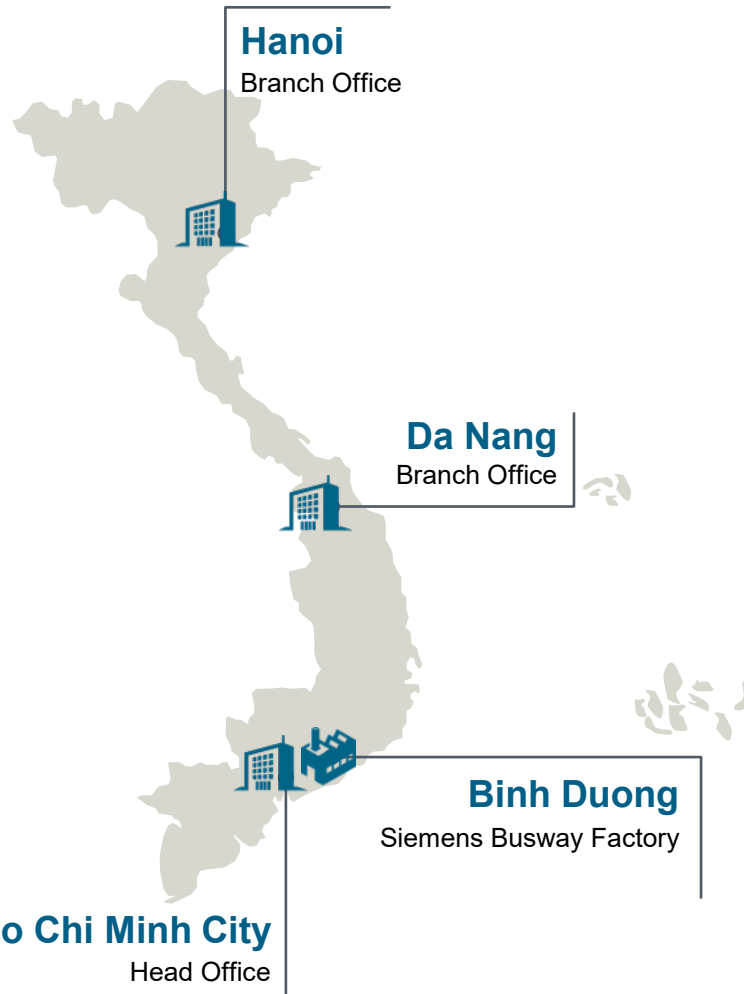 Hanoi
Branch Office
Da Nang
Branch Office
Binh Duong
Siemens Busway Factory
o Chi Minh City
Head Office